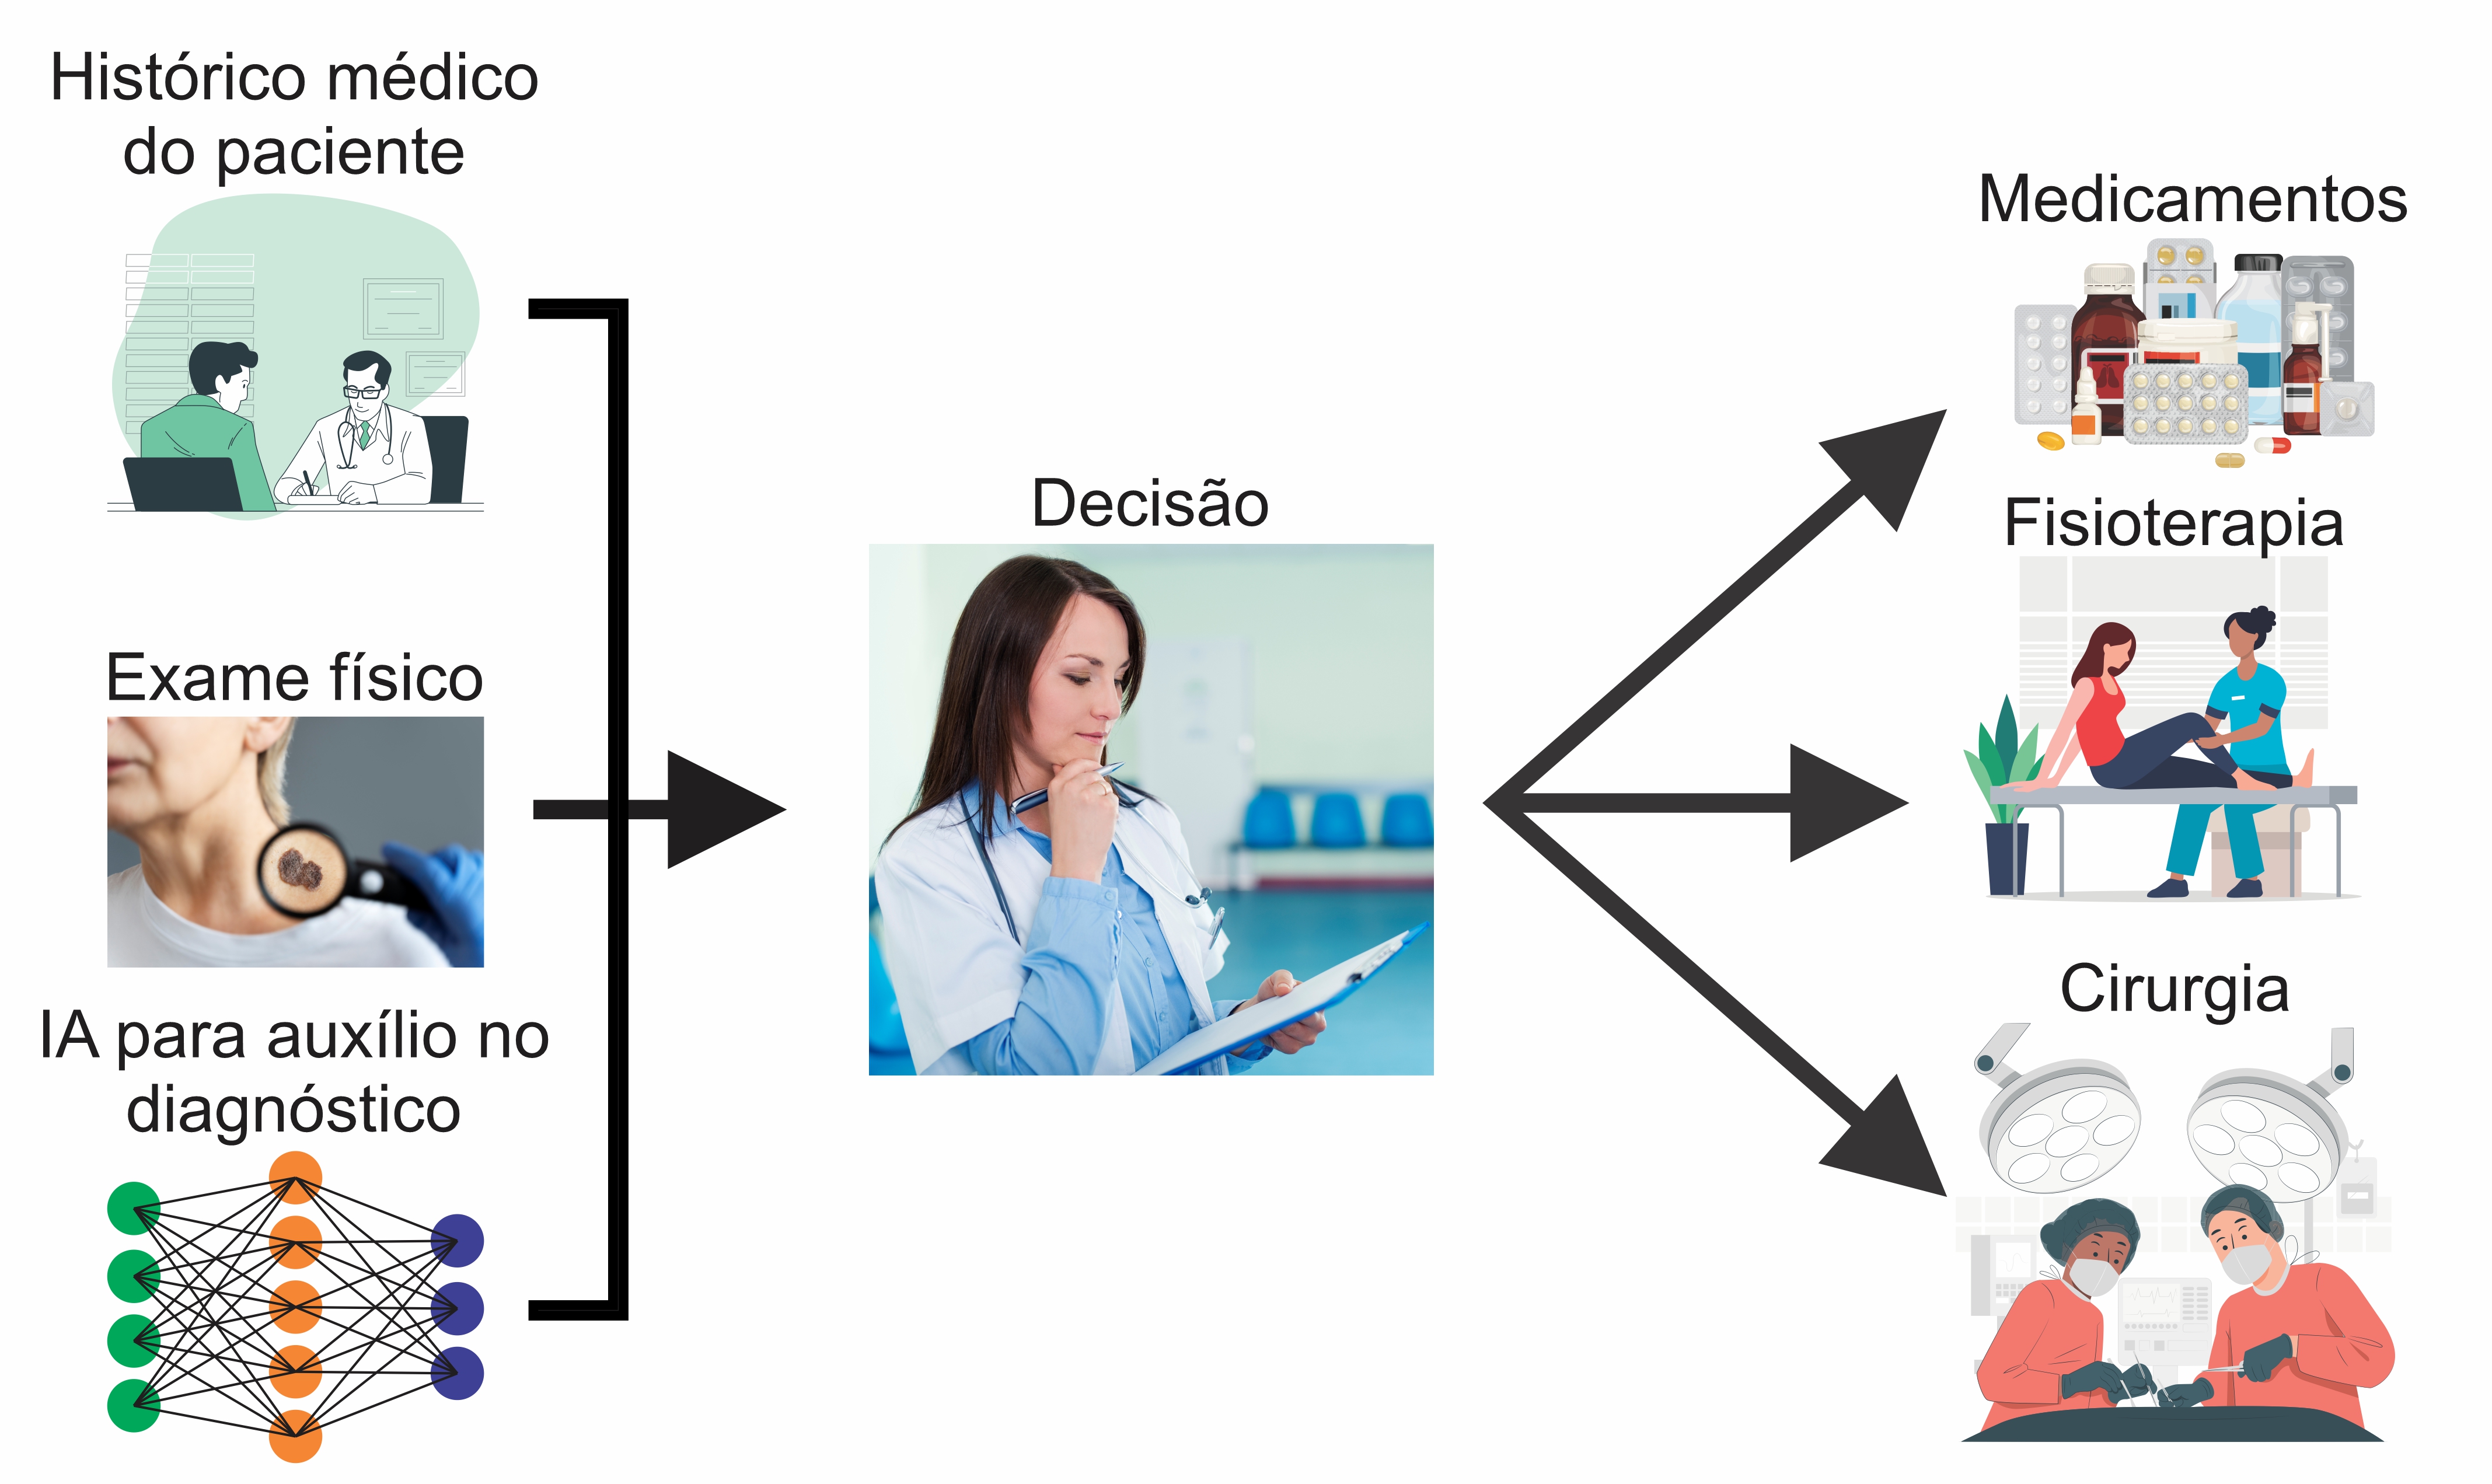 Histórico médico
do paciente
Exame físico
IA para auxílio no
diagnóstico
Decisão
Medicamentos
Fisioterapia
Cirurgia